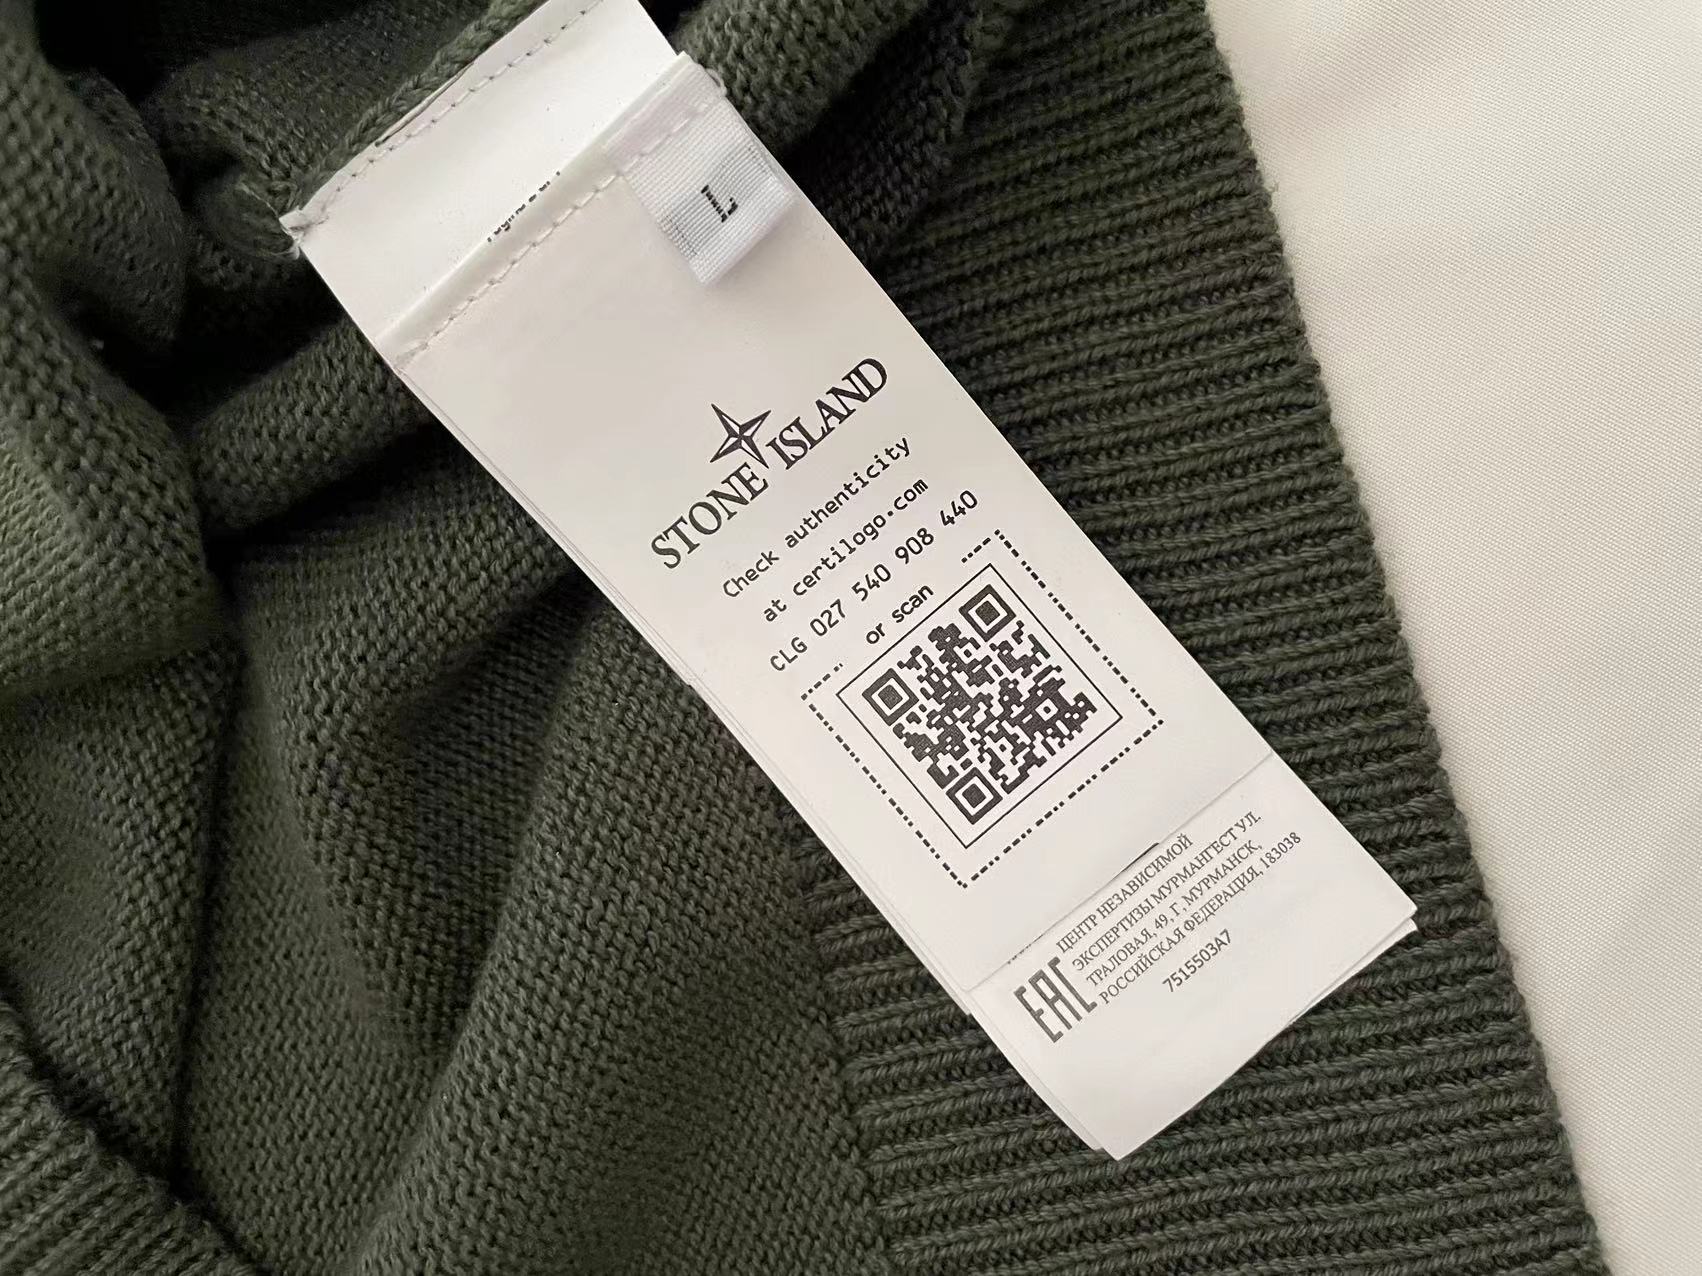 L
STONE ISLAND
Check authenticity
at certilogo.com
CLG 027 540 908 440
or scan
EAC
ЦЕНТР НЕЗАВИСИМОЙ
ЭКСПЕРТИЗЫ МУРМАНГЕСТ УЛ.
ТРАЛОВАЯ, 49, Г, МУРМАНСК,
РОССИЙСКАЯ ФЕДЕРАЦИЯ, 183038
7515503A7